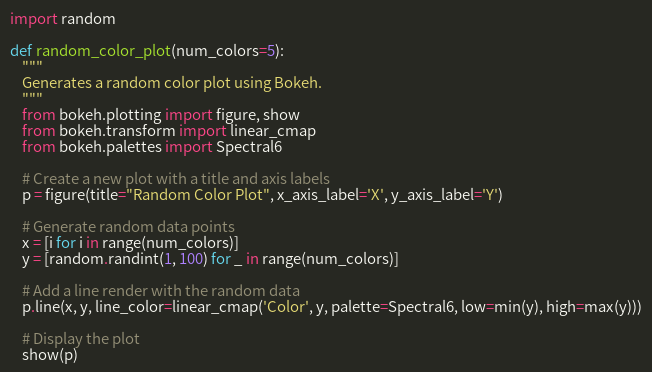 import random
def random_color_plot(num_colors=5):
"""
Generates a random color plot using Bokeh.
"""
from bokeh.plotting import figure, show
from bokeh.transform import linear_cmap
from bokeh.palettes import Spectral6
# Create a new plot with a title and axis labels
p = figure(title="Random Color Plot", x_axis_label='X', y_axis_label='Y')
# Generate random data points
x = [i for i in range(num_colors)]
y = [random.randint(1, 100) for _ in range(num_colors)]
# Add a line render with the random data
p.line(x, y, line_color=linear_cmap('Color', y, palette=Spectral6, low=min(y), high=max(y)))
# Display the plot
show(p)